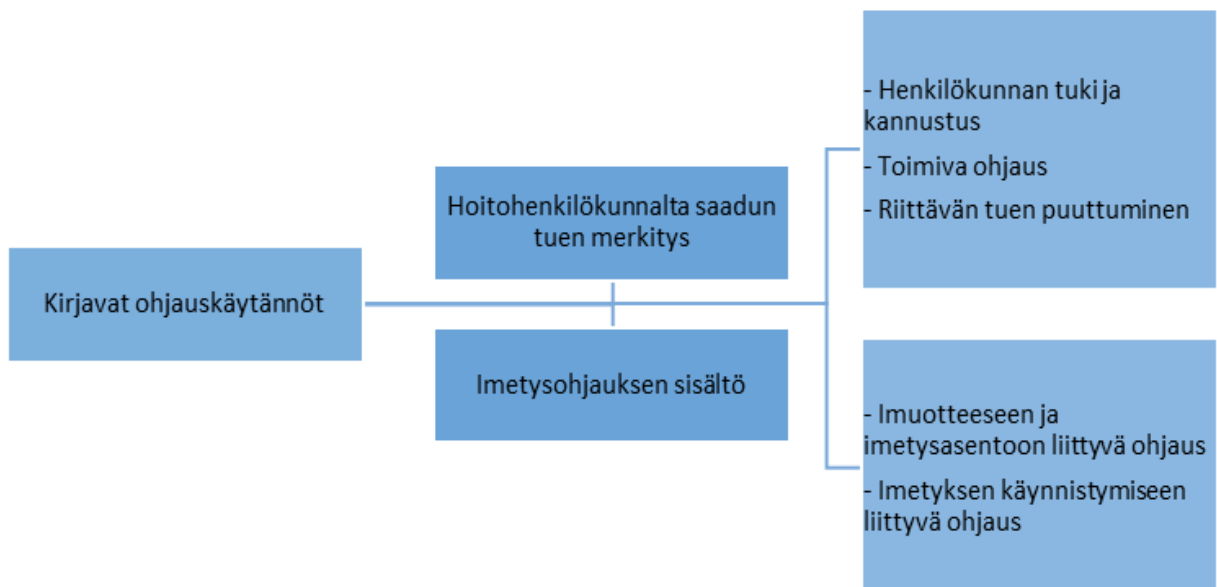 Kirjavat ohjauskäytännöt
Hoitohenkilökunnalta saadun
tuen merkitys
Imetysohjauksen sisältö
- Henkilökunnan tuki ja
kannustus
- Toimiva ohjaus
- Riittävän tuen puuttuminen
- Imuotteeseen ja
imetysasentoon liittyvä ohjaus
- Imetyksen käynnistymiseen
liittyvä ohjaus